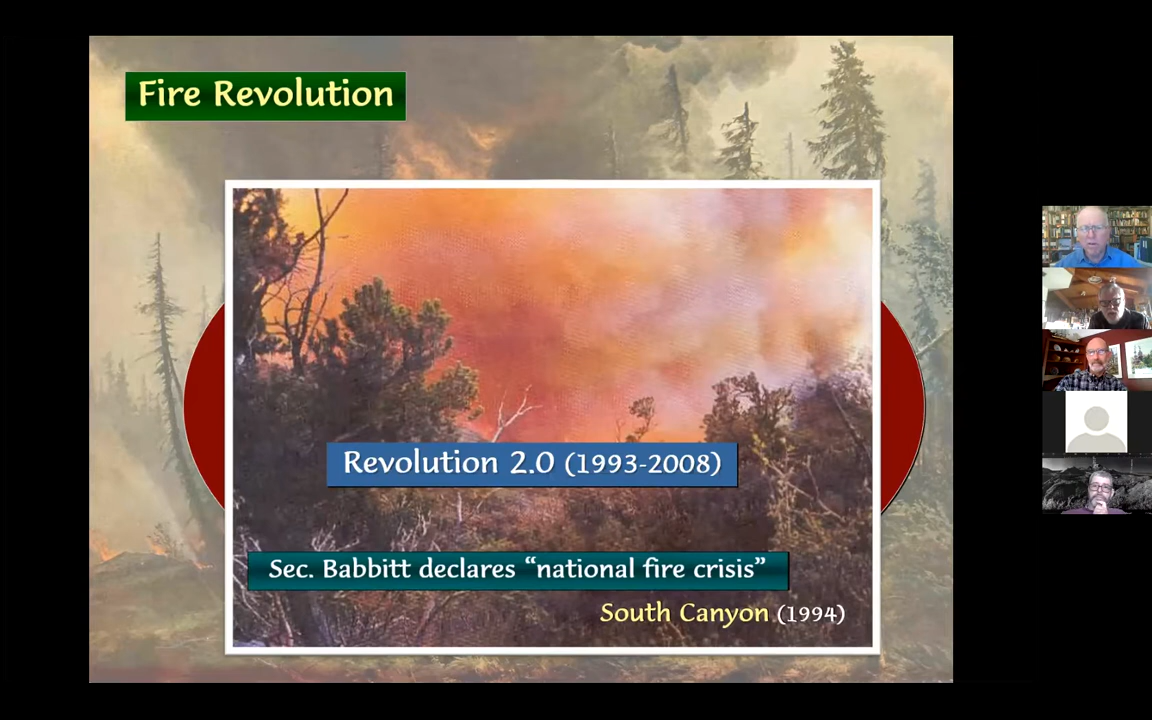 Fire Revolution
Revolution 2.0 (1993-2008)
Sec. Babbitt declares “national fire crisis”
South Canyon (1994)